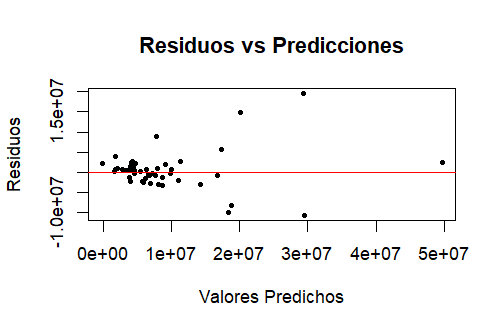 Residuos vs Predicciones
Residuos
-1.0e+07
1.5e+07
0e+00
1e+07
2e+07
3e+07
4e+07
5e+07
Valores Predichos